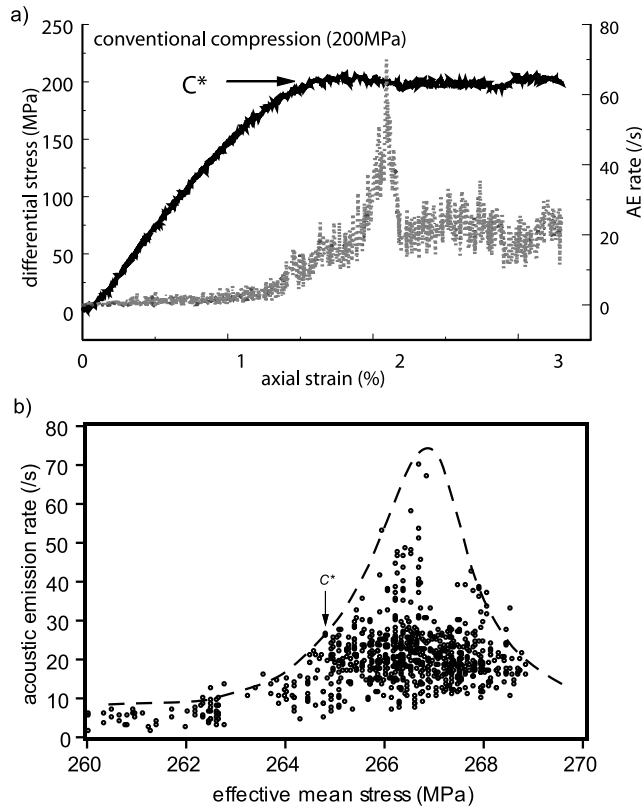 a)
conventional compression (200MPa)
C*
differential stress (MPa)
250
200
150
100
50
0
AE rate (/s)
80
60
40
20
0
0 1 2 3
axial strain (%)
b)
acoustic emission rate (/s)
80
70
60
50
40
30
20
10
0
C*
260 262 264 266 268 270
effective mean stress (MPa)